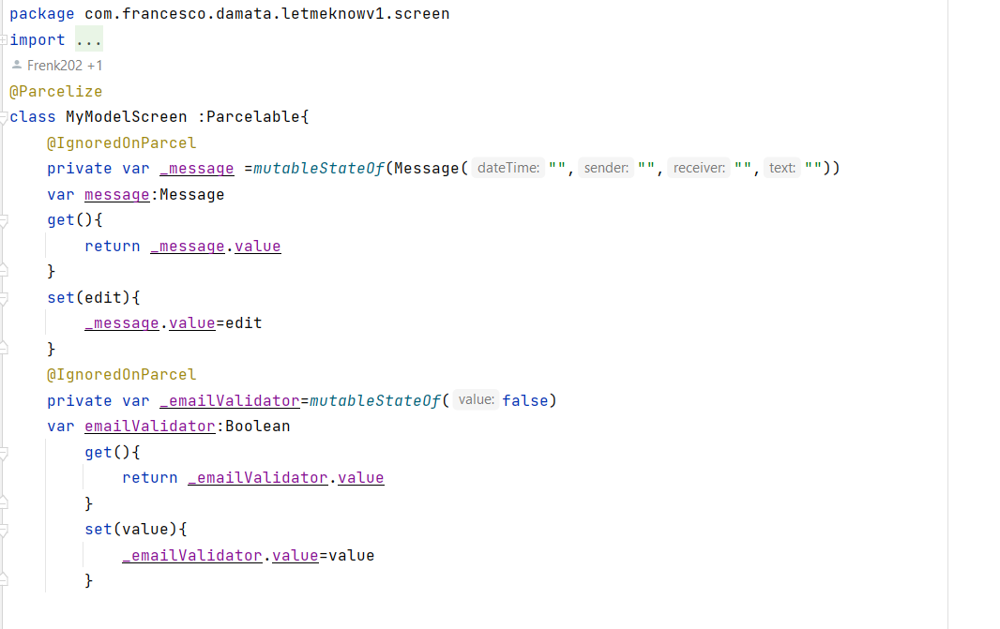 package com.francesco.damata.letmeknowv1.screen
import ...
Frenk202 +1
@Parcelize
class MyModelScreen :Parcelable{
    @IgnoredOnParcel
    private var _message =mutableStateOf(Message( dateTime: "", sender: "", receiver: "", text: ""))
    var message:Message
    get(){
        return _message.value
    }
    set(edit){
        _message.value=edit
    }
    @IgnoredOnParcel
    private var _emailValidator=mutableStateOf( value: false)
    var emailValidator:Boolean
        get(){
            return _emailValidator.value
        }
        set(value){
            _emailValidator.value=value
        }